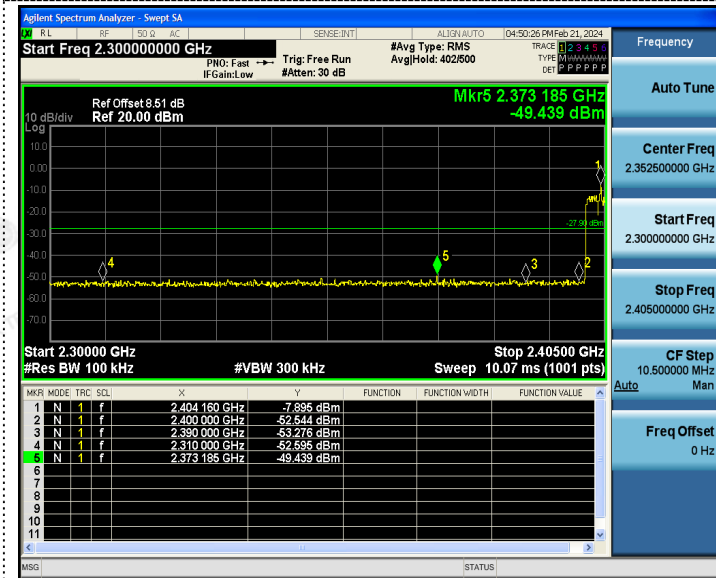 Agilent Spectrum Analyzer - Swept SA
LXI RL RF 50 Ω AC SENSE:INT ALIGN AUTO 04:50:26 PM Feb 21, 2024
Start Freq 2.300000000 GHz
PNO: Fast
IFGain:Low
Trig: Free Run
#Atten: 30 dB
#Avg Type: RMS
Avg|Hold: 402/500
TRACE 1 2 3 4 5 6
TYPE M
DET P P P P P P
Frequency
Auto Tune
Center Freq
2.352500000 GHz
Start Freq
2.300000000 GHz
Stop Freq
2.405000000 GHz
CF Step
10.500000 MHz
Auto Man
Freq Offset
0 Hz
Ref Offset 8.51 dB
10 dB/div Ref 20.00 dBm
Mkr5 2.373 185 GHz
-49.439 dBm
Log
10.0
0.00
-10.0
-20.0
-30.0
-40.0
-50.0
-60.0
-70.0
1
-27.90 dBm
4
5
3
2
Start 2.30000 GHz Stop 2.40500 GHz
#Res BW 100 kHz #VBW 300 kHz Sweep 10.07 ms (1001 pts)
MKR MODE TRC SCL X Y FUNCTION FUNCTION WIDTH FUNCTION VALUE
1 N 1 f 2.404 160 GHz -7.895 dBm
2 N 1 f 2.400 000 GHz -52.544 dBm
3 N 1 f 2.390 000 GHz -53.276 dBm
4 N 1 f 2.310 000 GHz -52.595 dBm
5 N 1 f 2.373 185 GHz -49.439 dBm
6
7
8
9
10
11
MSG STATUS